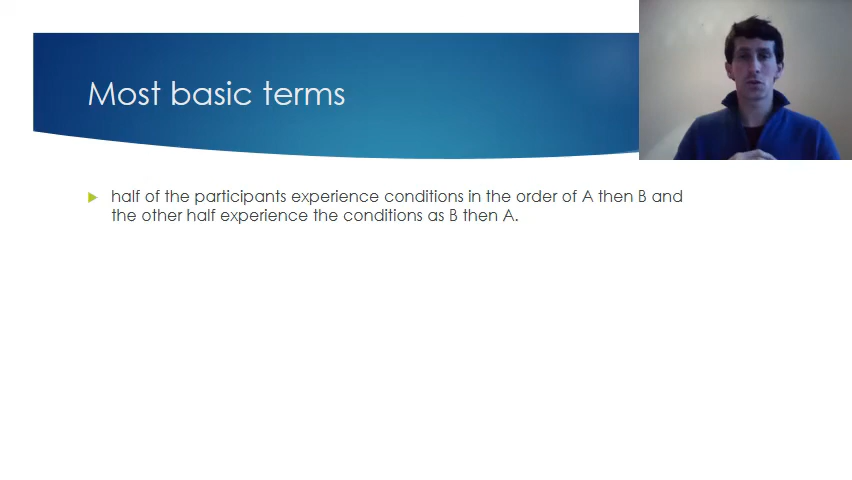 Most basic terms
half of the participants experience conditions in the order of A then B and
the other half experience the conditions as B then A.